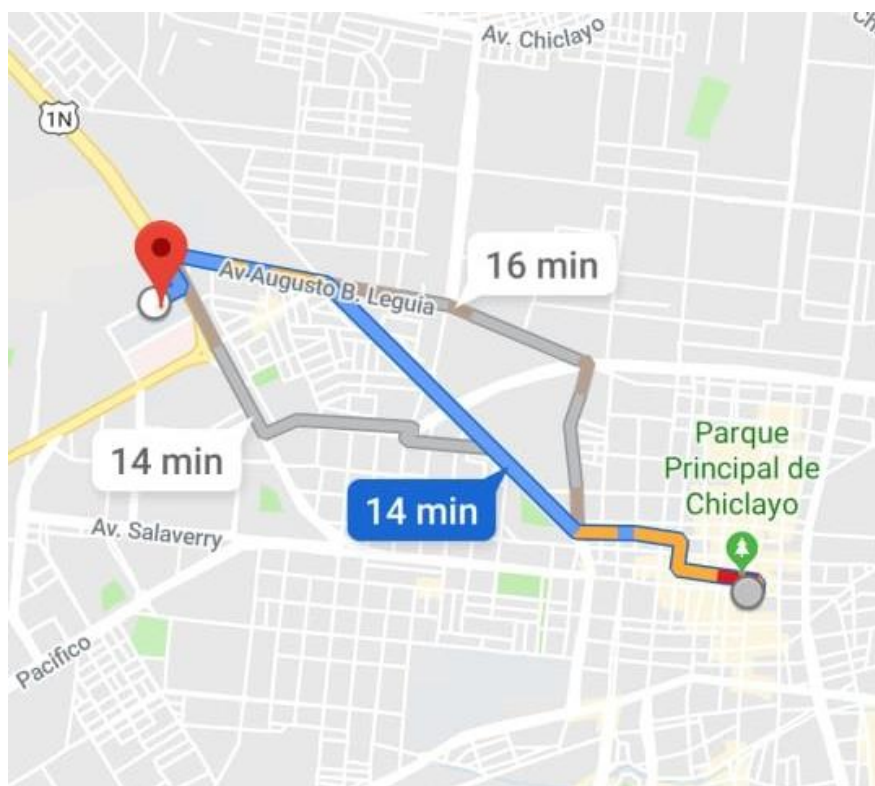 Av. Chiclayo
Ch
1N
Av Augusto B. Leguia
16 min
14 min
14 min
Parque
Principal de
Chiclayo
Av. Salaverry
Pacifico